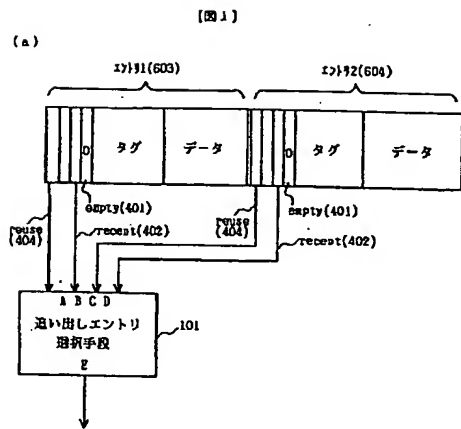 [図1]
(a)
エントリ1(603)
エントリ2(604)
D
タグ
データ
D
タグ
データ
empty(401)
empty(401)
reuse
(404)
recent(402)
reuse
(404)
recent(402)
A B C D
追い出しエントリ
選択手段
101
E